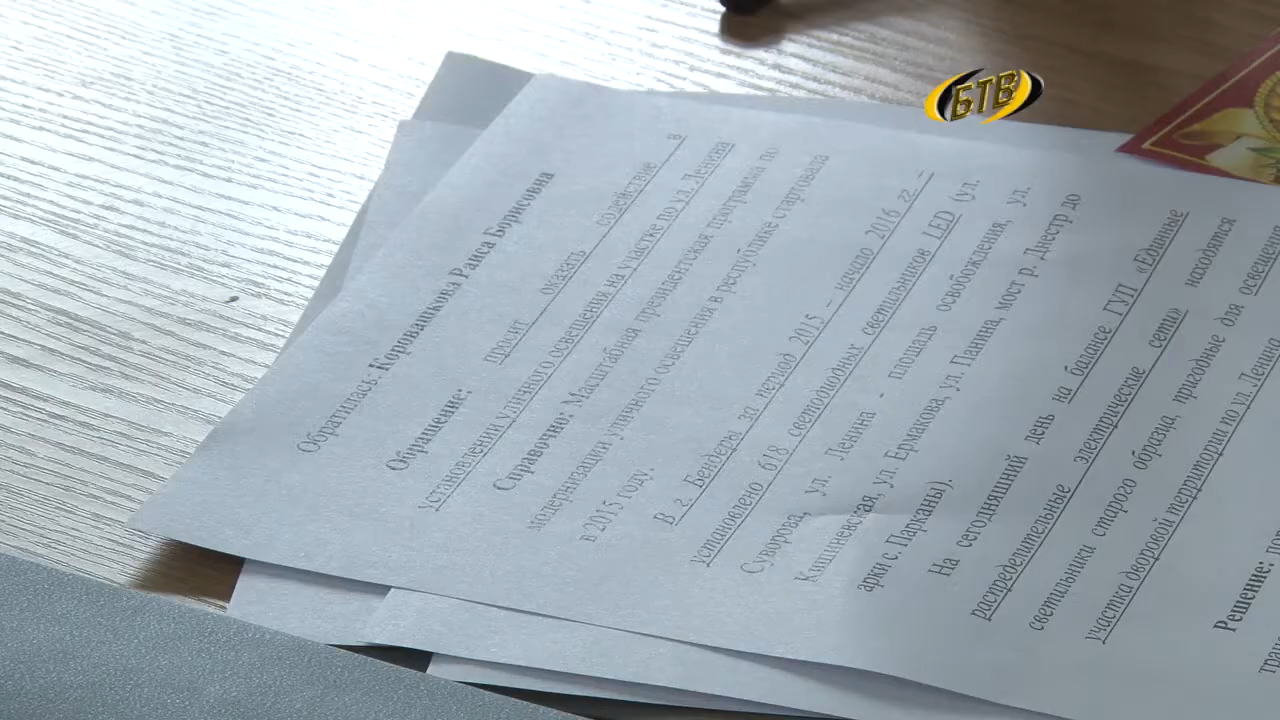 БТВ
Обратилась: Коровашкова Раиса Борисовна
Обращение: просит оказать содействие в
установлении уличного освещения на участке по ул. Ленина
Справочно: Масштабная президентская программа по
модернизации уличного освещения в республике стартовала
в 2015 году.
В г. Бендеры за период 2015 – начало 2016 гг. –
установлено 618 светодиодных светильников LED (ул.
Суворова, ул. Ленина - площадь освобождения, ул.
Кишиневская, ул. Ермакова, ул. Панина, мост р. Днестр до
арки с. Парканы).
На сегодняшний день на балансе ГУП «Единые
распределительные электрические сети» находятся
светильники старого образца, пригодные для
участка дворовой территории по ул. Ленина
Решение: